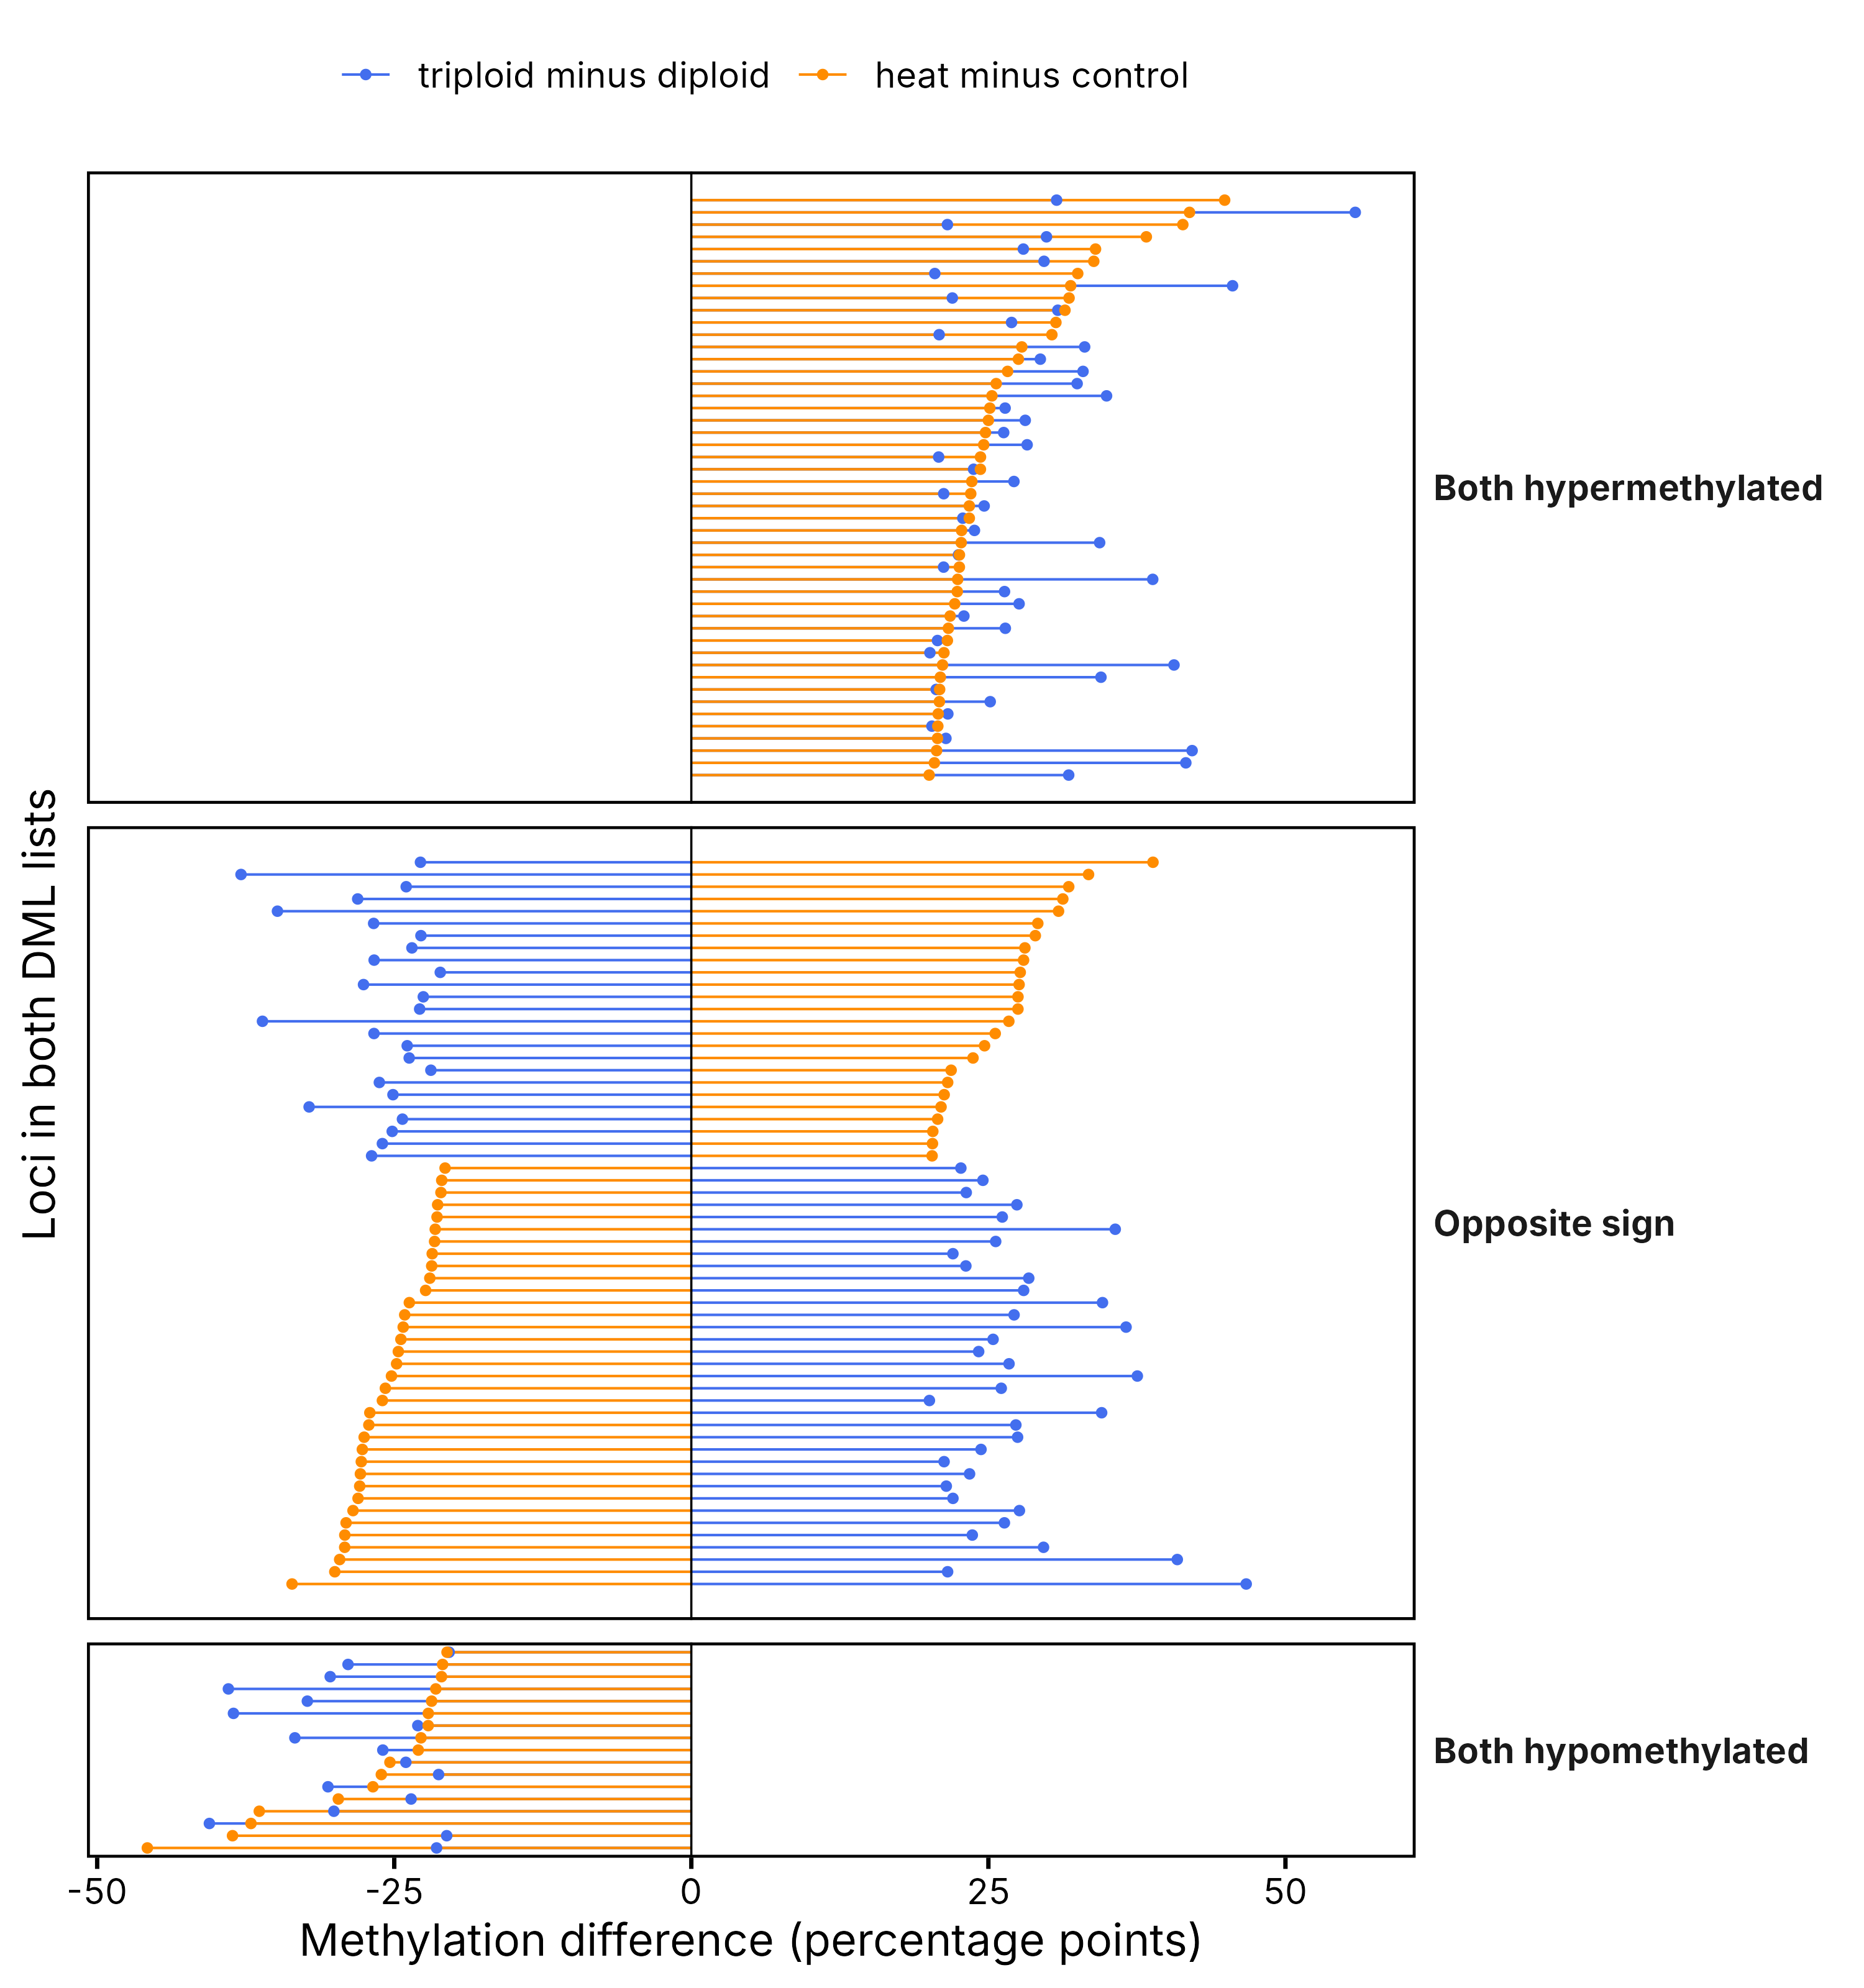 triploid minus diploid heat minus control
Both hypermethylated
Loci in both DML lists
Opposite sign
Both hypomethylated
-50 -25 0 25 50
Methylation difference (percentage points)